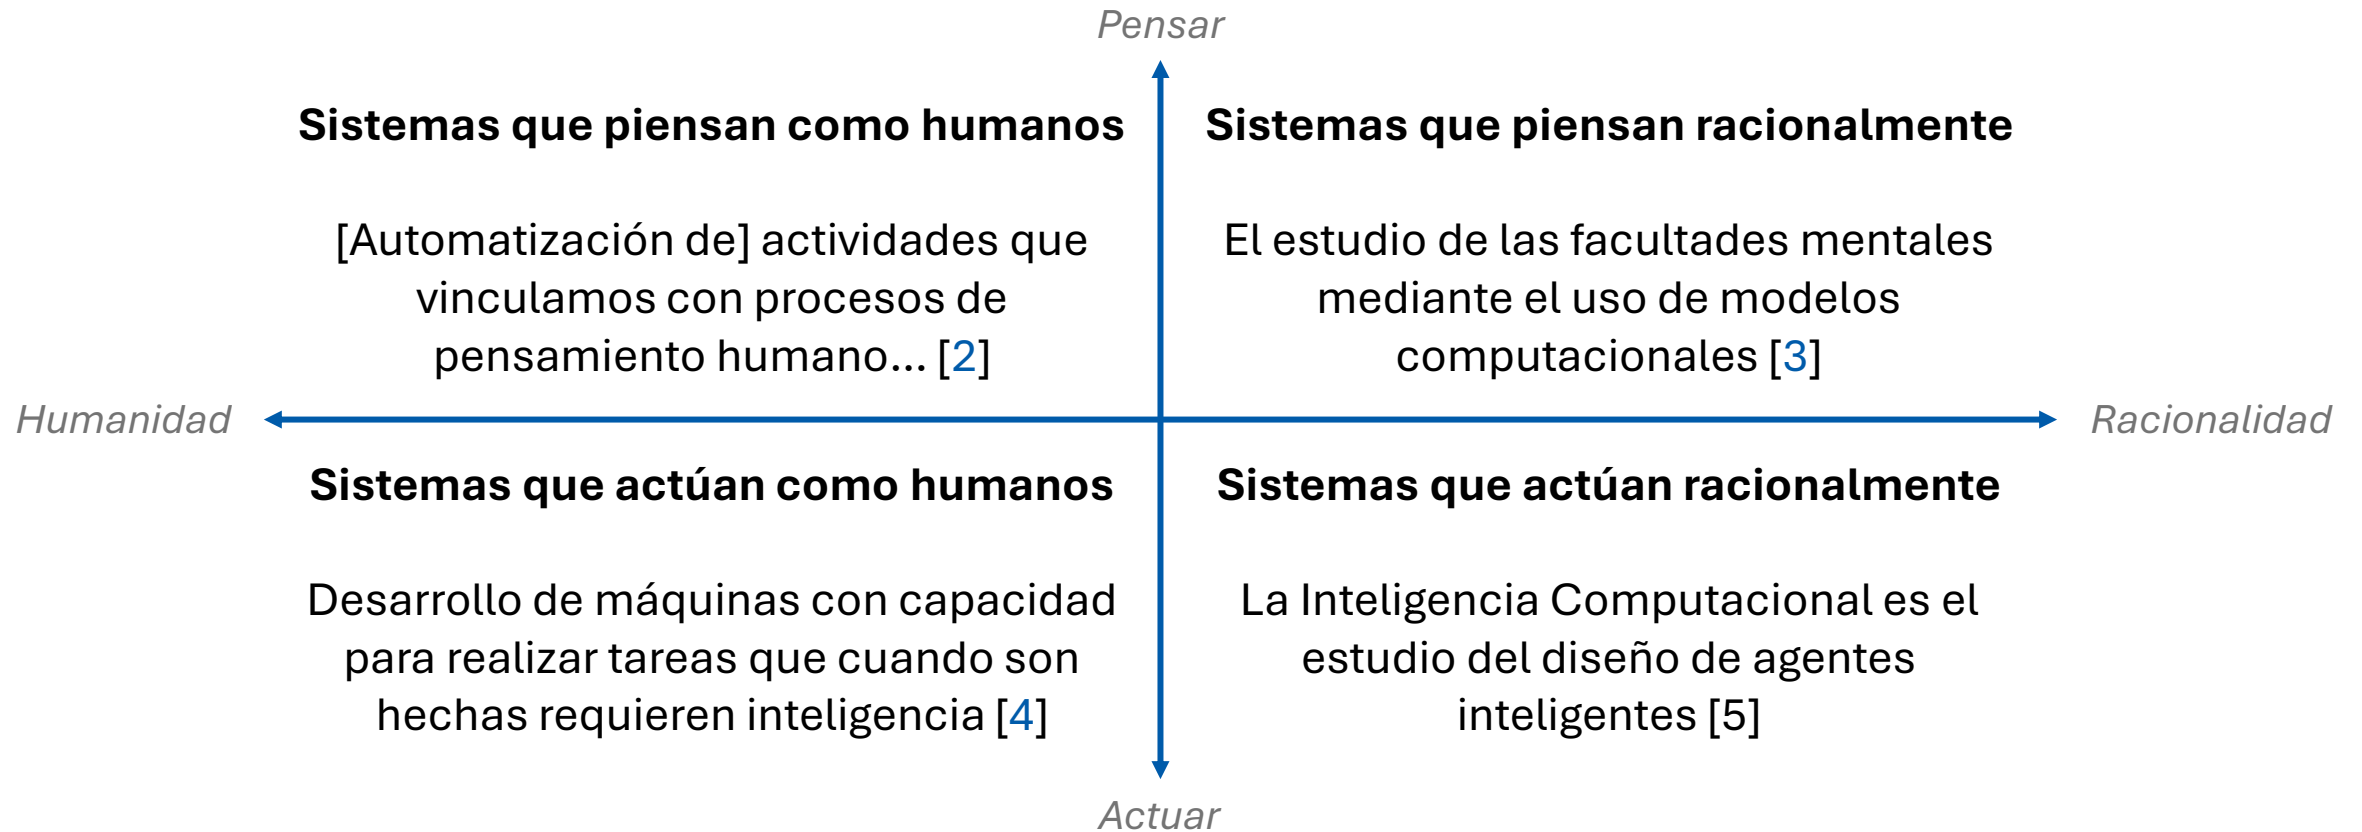 Pensar
Sistemas que piensan como humanos
[Automatización de] actividades que
vinculamos con procesos de
pensamiento humano... [2]
Sistemas que piensan racionalmente
El estudio de las facultades mentales
mediante el uso de modelos
computacionales [3]
Humanidad
Racionalidad
Sistemas que actúan como humanos
Desarrollo de máquinas con capacidad
para realizar tareas que cuando son
hechas requieren inteligencia [4]
Sistemas que actúan racionalmente
La Inteligencia Computacional es el
estudio del diseño de agentes
inteligentes [5]
Actuar